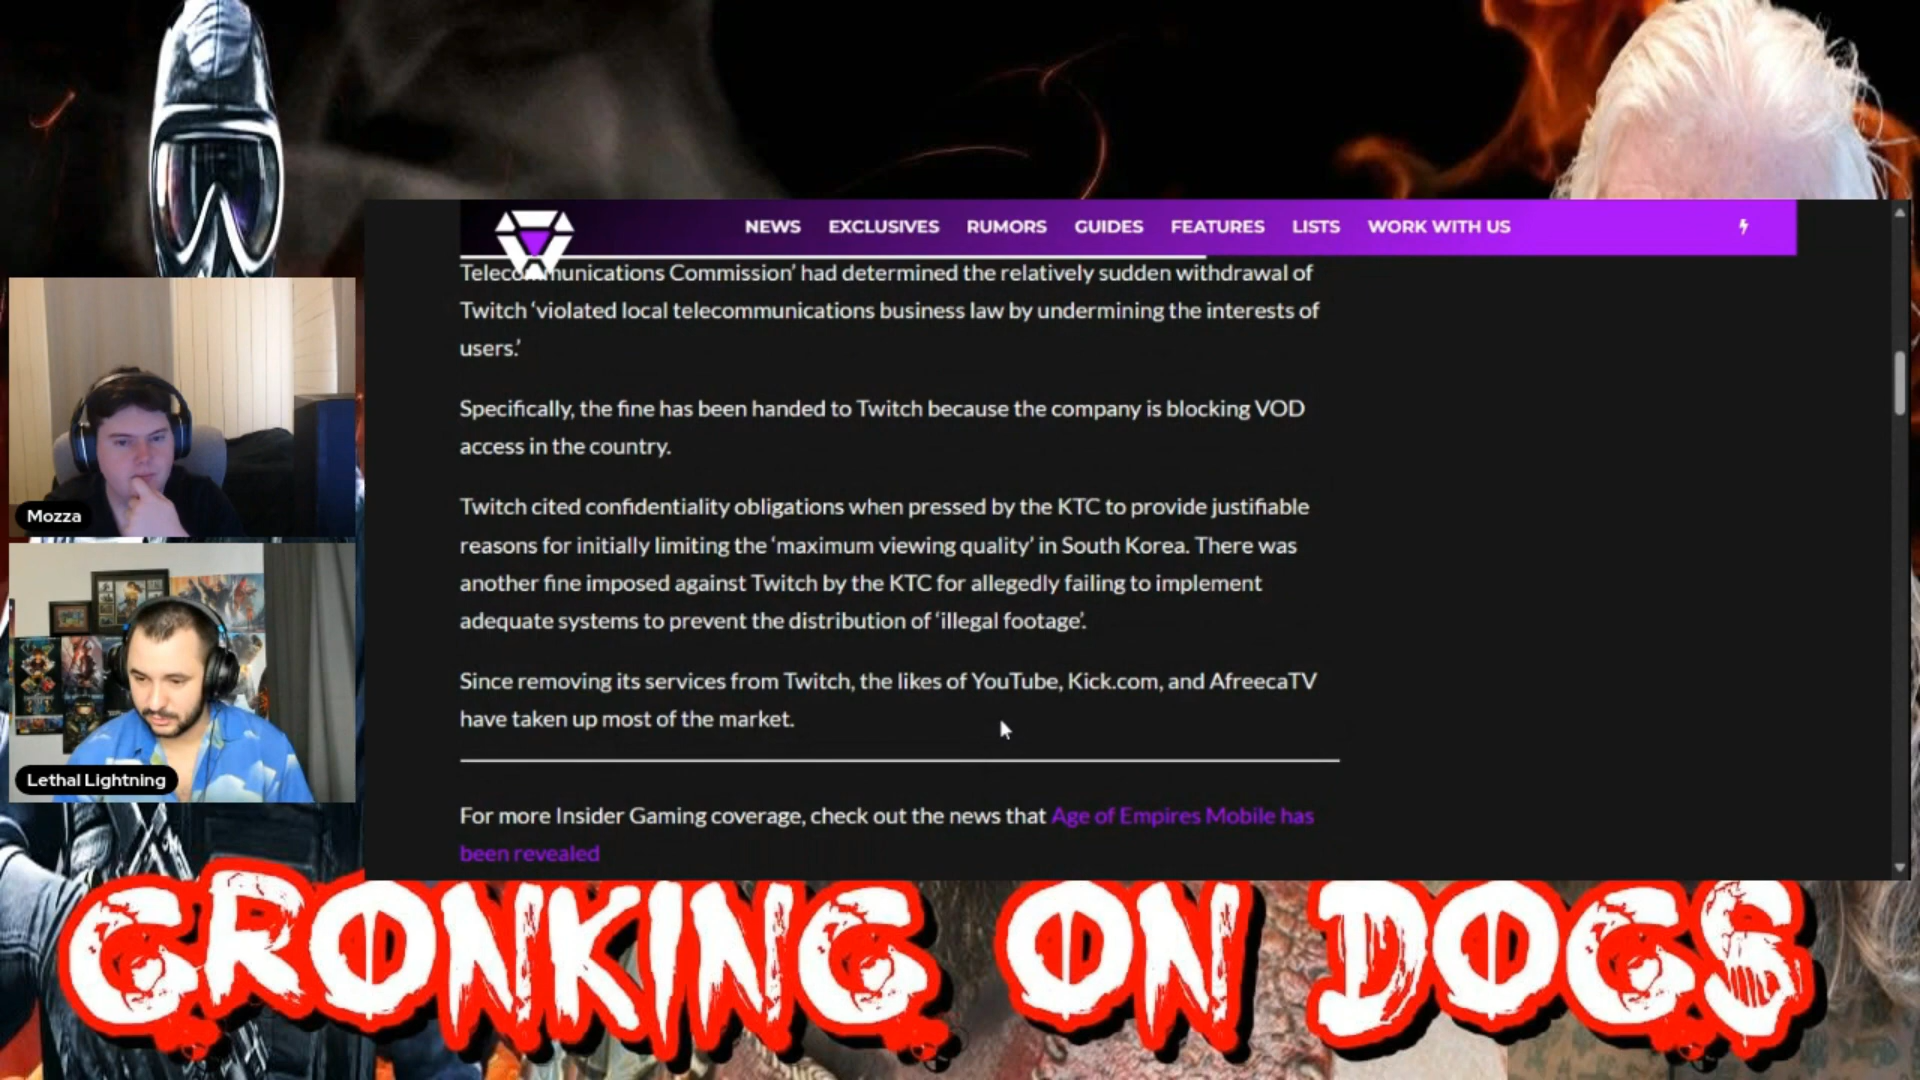 NEWS EXCLUSIVES RUMORS GUIDES FEATURES LISTS WORK WITH US
Telecommunications Commission’ had determined the relatively sudden withdrawal of
Twitch ‘violated local telecommunications business law by undermining the interests of
users.’
Specifically, the fine has been handed to Twitch because the company is blocking VOD
access in the country.
Twitch cited confidentiality obligations when pressed by the KTC to provide justifiable
reasons for initially limiting the ‘maximum viewing quality’ in South Korea. There was
another fine imposed against Twitch by the KTC for allegedly failing to implement
adequate systems to prevent the distribution of ‘illegal footage’.
Since removing its services from Twitch, the likes of YouTube, Kick.com, and AfreecaTV
have taken up most of the market.
For more Insider Gaming coverage, check out the news that Age of Empires Mobile has
been revealed
Mozza
Lethal Lightning
GRONKING ON DOGS